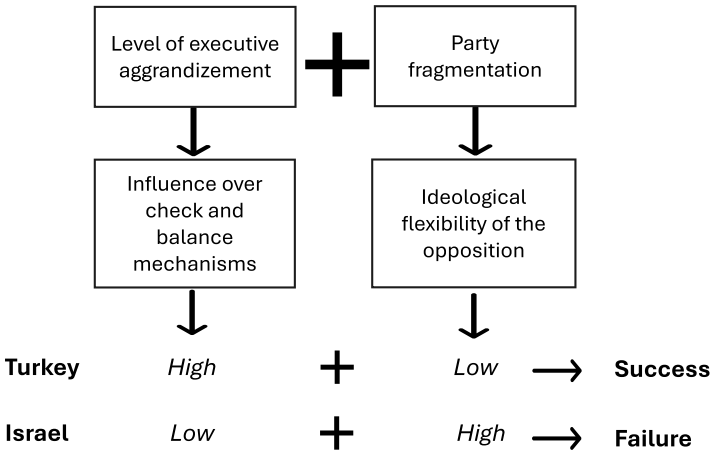 Level of executive
aggrandizement
Party
fragmentation
Influence over
check and
balance
mechanisms
Ideological
flexibility of the
opposition
Turkey High + Low → Success
Israel Low + High → Failure